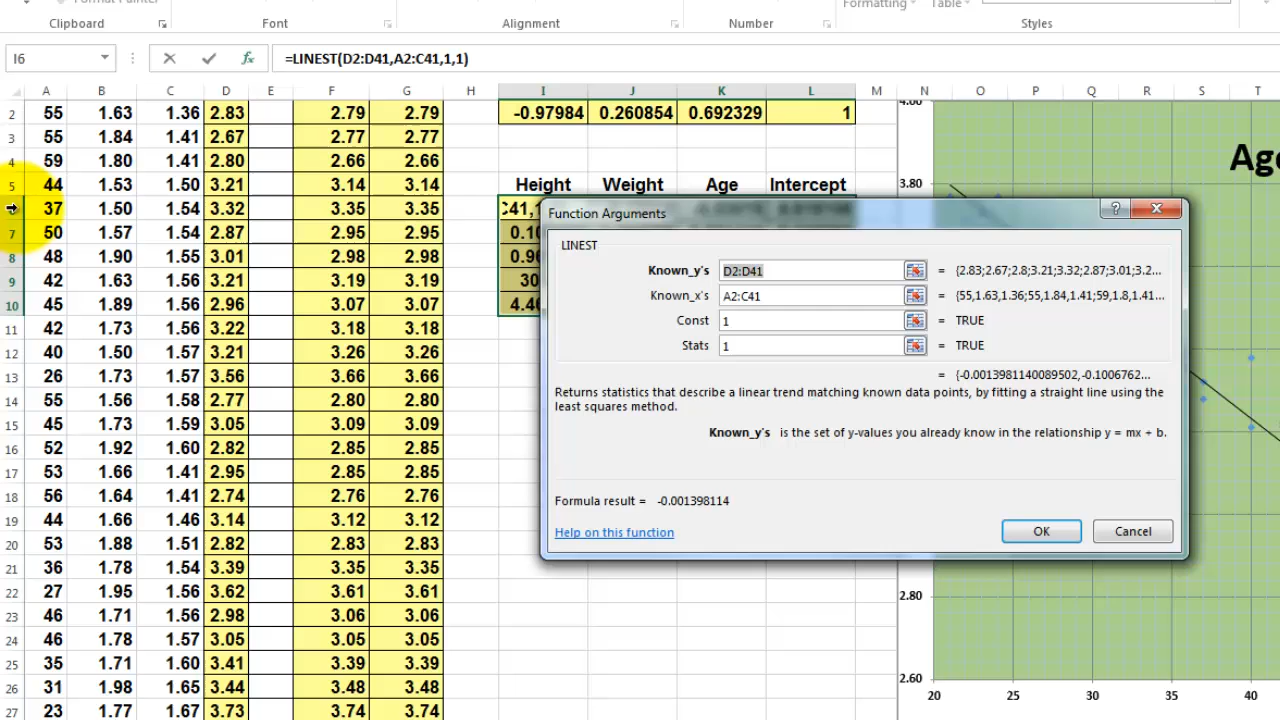 Format Painter
Formatting Table
Clipboard Font Alignment Number Styles
I6 fx =LINEST(D2:D41,A2:C41,1,1)
A B C D E F G H I J K L M N O P Q R S T
2 55 1.63 1.36 2.83 2.79 2.79 -0.97984 0.260854 0.692329 1
3 55 1.84 1.41 2.67 2.77 2.77
4 59 1.80 1.41 2.80 2.66 2.66
5 44 1.53 1.50 3.21 3.14 3.14 Height Weight Age Intercept
6 37 1.50 1.54 3.32 3.35 3.35 C41,1
7 50 1.57 1.54 2.87 2.95 2.95 0.10
8 48 1.90 1.55 3.01 2.98 2.98 0.96
9 42 1.63 1.56 3.21 3.19 3.19 30
10 45 1.89 1.56 2.96 3.07 3.07 4.46
11 42 1.73 1.56 3.22 3.18 3.18
12 40 1.50 1.57 3.21 3.26 3.26
13 26 1.73 1.57 3.56 3.66 3.66
14 55 1.56 1.58 2.77 2.80 2.80
15 45 1.73 1.59 3.05 3.09 3.09
16 52 1.92 1.60 2.82 2.85 2.85
17 53 1.66 1.41 2.95 2.85 2.85
18 56 1.64 1.41 2.74 2.76 2.76
19 44 1.66 1.46 3.14 3.12 3.12
20 53 1.88 1.51 2.82 2.83 2.83
21 36 1.78 1.54 3.39 3.35 3.35
22 27 1.95 1.56 3.62 3.61 3.61
23 46 1.71 1.56 2.98 3.06 3.06
24 46 1.78 1.57 3.05 3.05 3.05
25 35 1.71 1.60 3.41 3.39 3.39
26 31 1.98 1.65 3.44 3.48 3.48
27 23 1.77 1.67 3.73 3.74 3.74
Function Arguments
LINEST
Known_y's D2:D41 = {2.83;2.67;2.8;3.21;3.32;2.87;3.01;3.2...
Known_x's A2:C41 = {55,1.63,1.36;55,1.84,1.41;59,1.8,1.41...
Const 1 = TRUE
Stats 1 = TRUE
= {-0.0013981140089502,-0.1006762...
Returns statistics that describe a linear trend matching known data points, by fitting a straight line using the
least squares method.
Known_y's is the set of y-values you already know in the relationship y = mx + b.
Formula result = -0.001398114
Help on this function OK Cancel
4.00
Age
3.80
2.80
2.60
20 25 30 35 40